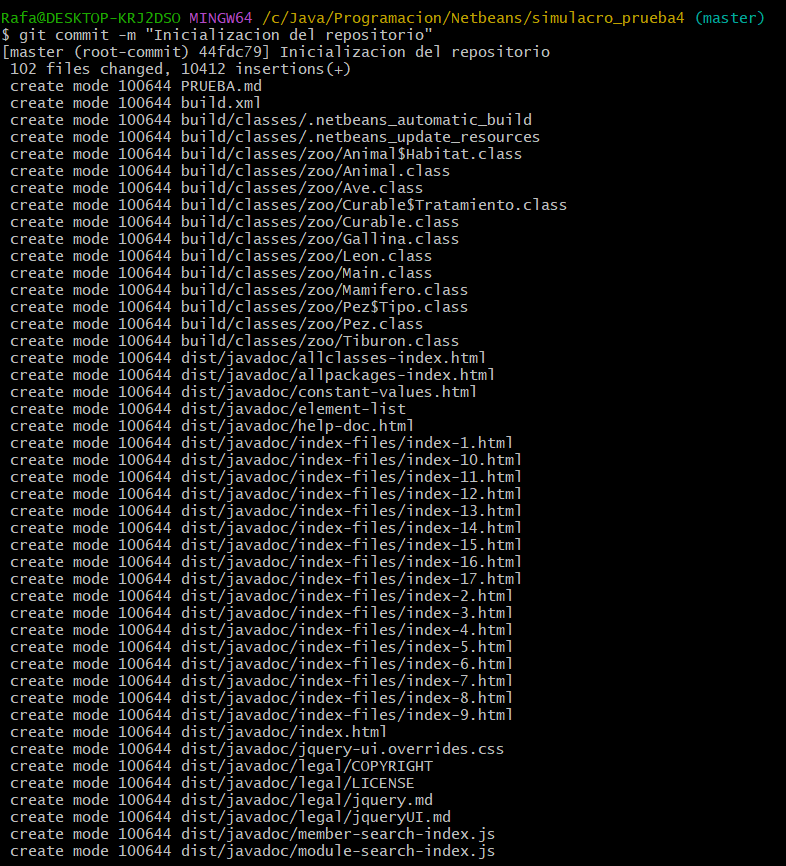 Rafa@DESKTOP-KRJ2DSO MINGW64 /c/Java/Programacion/Netbeans/simulacro_prueba4 (master)
$ git commit -m "Inicializacion del repositorio"
[master (root-commit) 44fdc79] Inicializacion del repositorio
 102 files changed, 10412 insertions(+)
 create mode 100644 PRUEBA.md
 create mode 100644 build.xml
 create mode 100644 build/classes/.netbeans_automatic_build
 create mode 100644 build/classes/.netbeans_update_resources
 create mode 100644 build/classes/zoo/Animal$Habitat.class
 create mode 100644 build/classes/zoo/Animal.class
 create mode 100644 build/classes/zoo/Ave.class
 create mode 100644 build/classes/zoo/Curable$Tratamiento.class
 create mode 100644 build/classes/zoo/Curable.class
 create mode 100644 build/classes/zoo/Gallina.class
 create mode 100644 build/classes/zoo/Leon.class
 create mode 100644 build/classes/zoo/Main.class
 create mode 100644 build/classes/zoo/Mamifero.class
 create mode 100644 build/classes/zoo/Pez$Tipo.class
 create mode 100644 build/classes/zoo/Pez.class
 create mode 100644 build/classes/zoo/Tiburon.class
 create mode 100644 dist/javadoc/allclasses-index.html
 create mode 100644 dist/javadoc/allpackages-index.html
 create mode 100644 dist/javadoc/constant-values.html
 create mode 100644 dist/javadoc/element-list
 create mode 100644 dist/javadoc/help-doc.html
 create mode 100644 dist/javadoc/index-files/index-1.html
 create mode 100644 dist/javadoc/index-files/index-10.html
 create mode 100644 dist/javadoc/index-files/index-11.html
 create mode 100644 dist/javadoc/index-files/index-12.html
 create mode 100644 dist/javadoc/index-files/index-13.html
 create mode 100644 dist/javadoc/index-files/index-14.html
 create mode 100644 dist/javadoc/index-files/index-15.html
 create mode 100644 dist/javadoc/index-files/index-16.html
 create mode 100644 dist/javadoc/index-files/index-17.html
 create mode 100644 dist/javadoc/index-files/index-2.html
 create mode 100644 dist/javadoc/index-files/index-3.html
 create mode 100644 dist/javadoc/index-files/index-4.html
 create mode 100644 dist/javadoc/index-files/index-5.html
 create mode 100644 dist/javadoc/index-files/index-6.html
 create mode 100644 dist/javadoc/index-files/index-7.html
 create mode 100644 dist/javadoc/index-files/index-8.html
 create mode 100644 dist/javadoc/index-files/index-9.html
 create mode 100644 dist/javadoc/index.html
 create mode 100644 dist/javadoc/jquery-ui.overrides.css
 create mode 100644 dist/javadoc/legal/COPYRIGHT
 create mode 100644 dist/javadoc/legal/LICENSE
 create mode 100644 dist/javadoc/legal/jquery.md
 create mode 100644 dist/javadoc/legal/jqueryUI.md
 create mode 100644 dist/javadoc/member-search-index.js
 create mode 100644 dist/javadoc/module-search-index.js